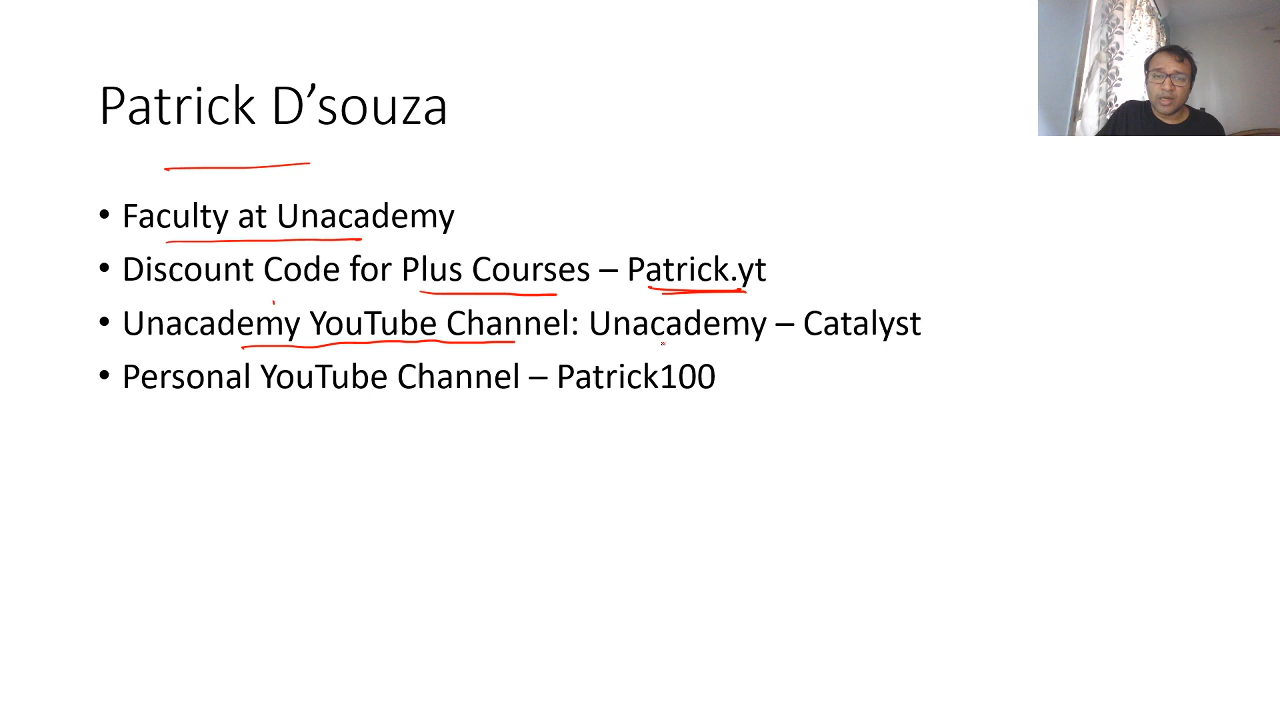 Patrick D’souza
• Faculty at Unacademy
• Discount Code for Plus Courses – Patrick.yt
• Unacademy YouTube Channel: Unacademy – Catalyst
• Personal YouTube Channel – Patrick100